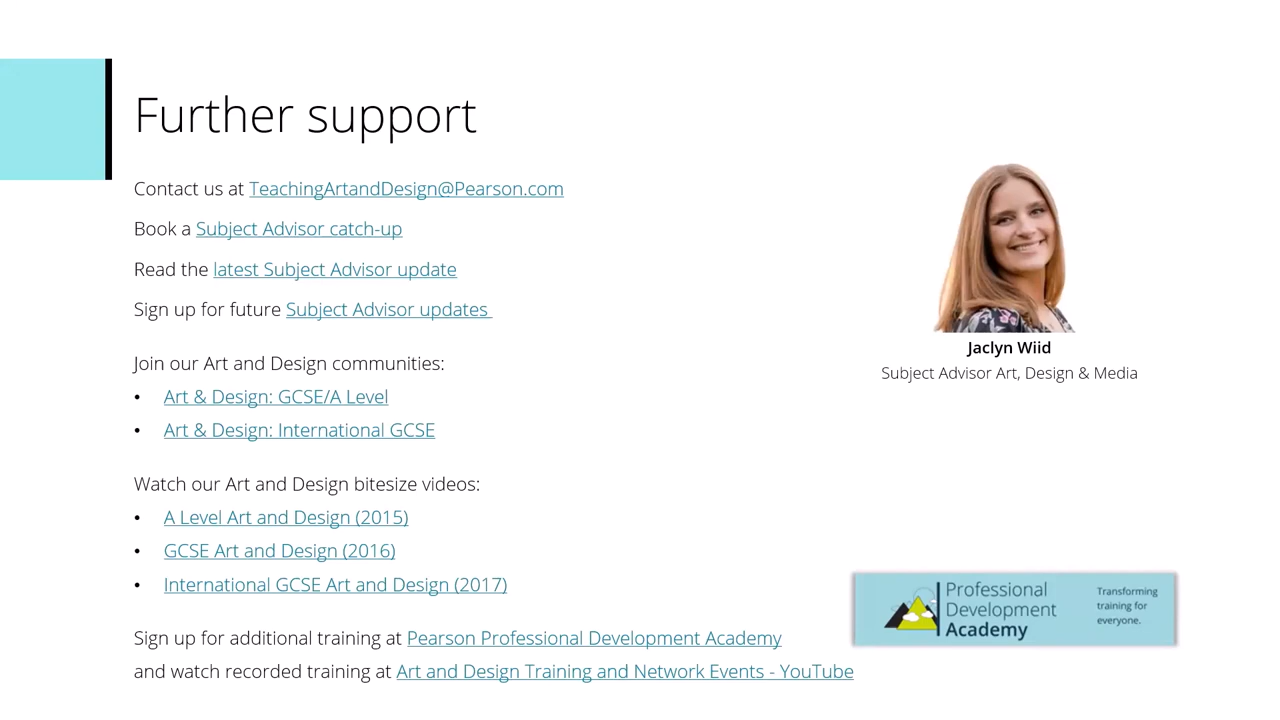 Further support
Contact us at TeachingArtandDesign@Pearson.com
Book a Subject Advisor catch-up
Read the latest Subject Advisor update
Sign up for future Subject Advisor updates
Join our Art and Design communities:
• Art & Design: GCSE/A Level
• Art & Design: International GCSE
Watch our Art and Design bitesize videos:
• A Level Art and Design (2015)
• GCSE Art and Design (2016)
• International GCSE Art and Design (2017)
Sign up for additional training at Pearson Professional Development Academy
and watch recorded training at Art and Design Training and Network Events - YouTube
Jaclyn Wiid
Subject Advisor Art, Design & Media
Professional
Development
Academy
Transforming
training for
everyone.